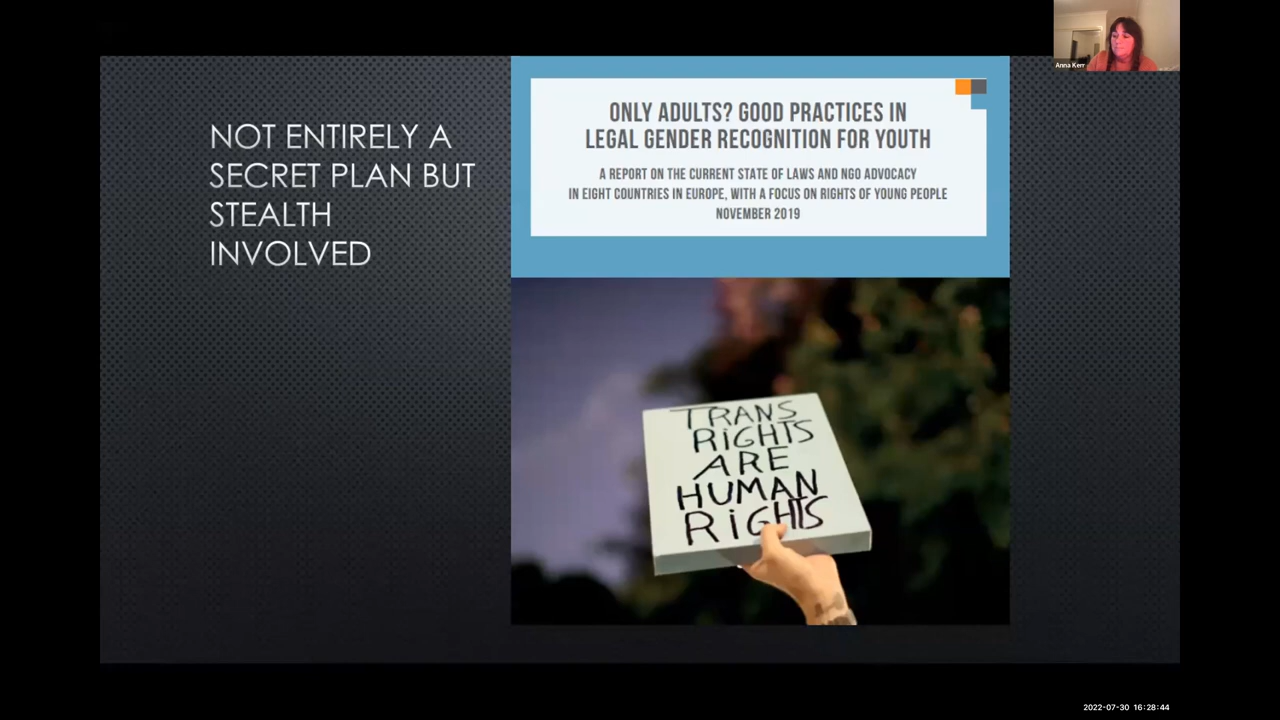 Anna Kerr
NOT ENTIRELY A
SECRET PLAN BUT
STEALTH
INVOLVED
ONLY ADULTS? GOOD PRACTICES IN
LEGAL GENDER RECOGNITION FOR YOUTH
A REPORT ON THE CURRENT STATE OF LAWS AND NGO ADVOCACY
IN EIGHT COUNTRIES IN EUROPE, WITH A FOCUS ON RIGHTS OF YOUNG PEOPLE
NOVEMBER 2019
TRANS
RIGHTS
ARE
HUMAN
RIGHTS
2022-07-30 16:28:44